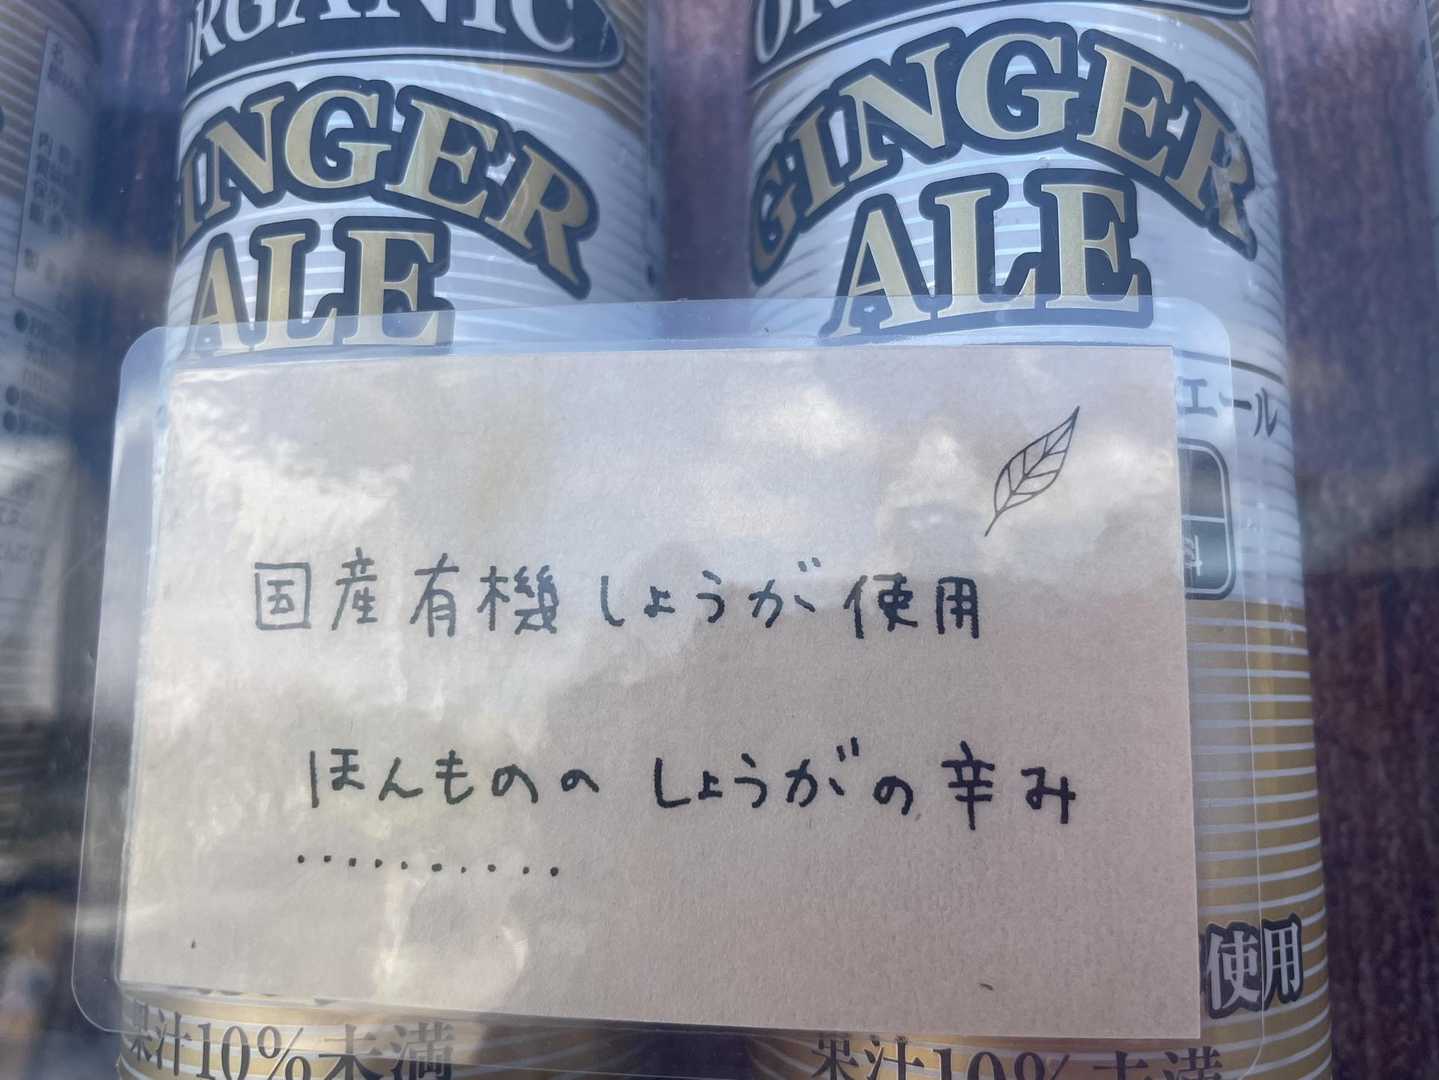 ORGANIC
GINGER
ALE
GINGER
ALE
エール
国産有機しょうが使用
ほんものの しょうがの辛み
..........
使用
果汁10%未満
果汁10%未満